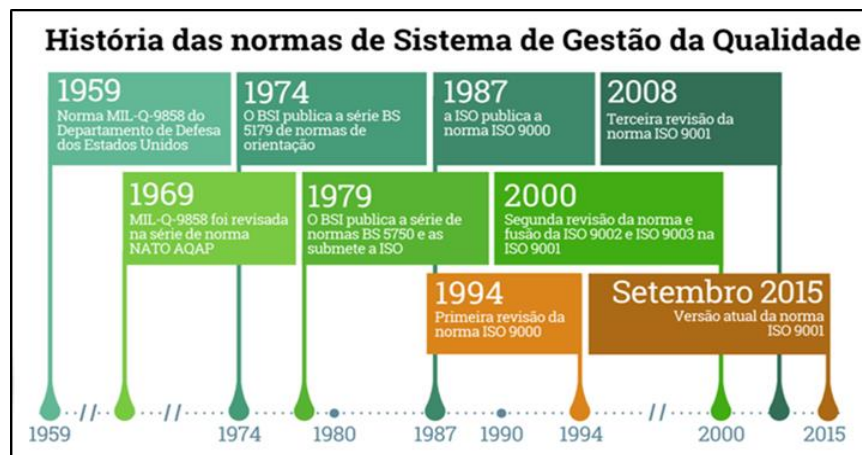 História das normas de Sistema de Gestão da Qualidade
1959
Norma MIL-Q-9858 do
Departamento de Defesa
dos Estados Unidos
1974
O BSI publica a série BS
5179 de normas de
orientação
1987
a ISO publica a
norma ISO 9000
2008
Terceira revisão da
norma ISO 9001
1969
MIL-Q-9858 foi revisada
na série de norma
NATO AQAP
1979
O BSI publica a série de
normas BS 5750 e as
submete a ISO
2000
Segunda revisão da norma e
fusão da ISO 9002 e ISO 9003 na
ISO 9001
1994
Primeira revisão da
norma ISO 9000
Setembro 2015
Versão atual da norma
ISO 9001
1959 // // 1974 1980 1987 1990 1994 // 2000 2015